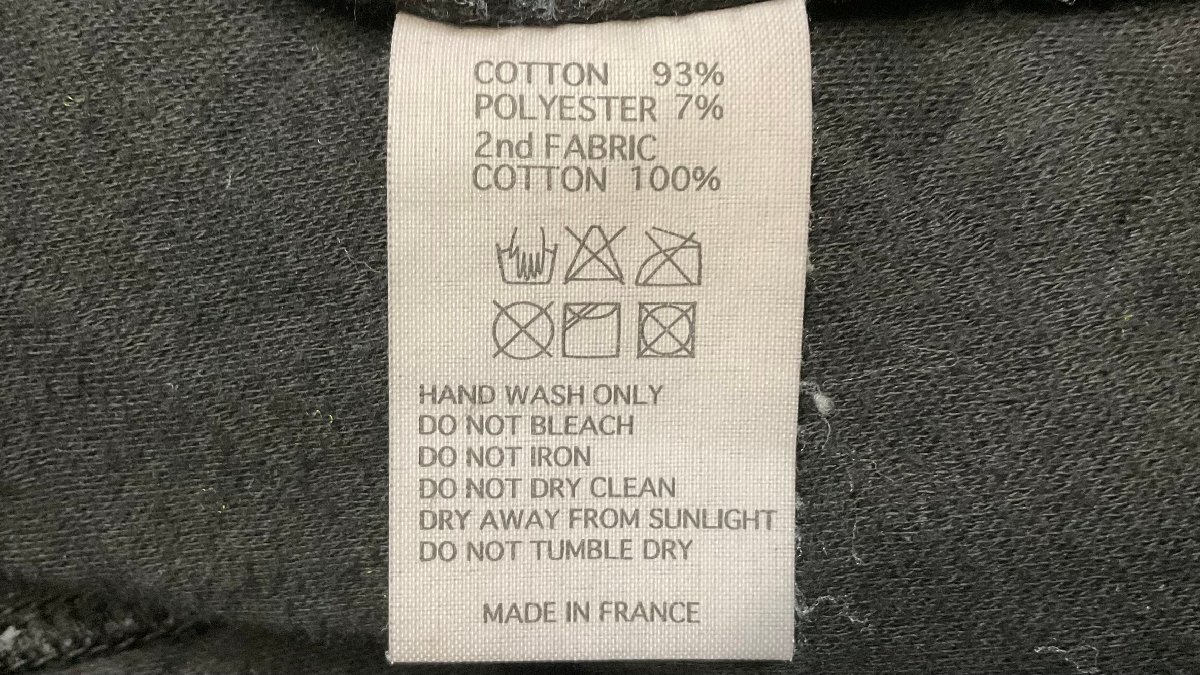 COTTON 93%
POLYESTER 7%
2nd FABRIC
COTTON 100%
HAND WASH ONLY
DO NOT BLEACH
DO NOT IRON
DO NOT DRY CLEAN
DRY AWAY FROM SUNLIGHT
DO NOT TUMBLE DRY
MADE IN FRANCE